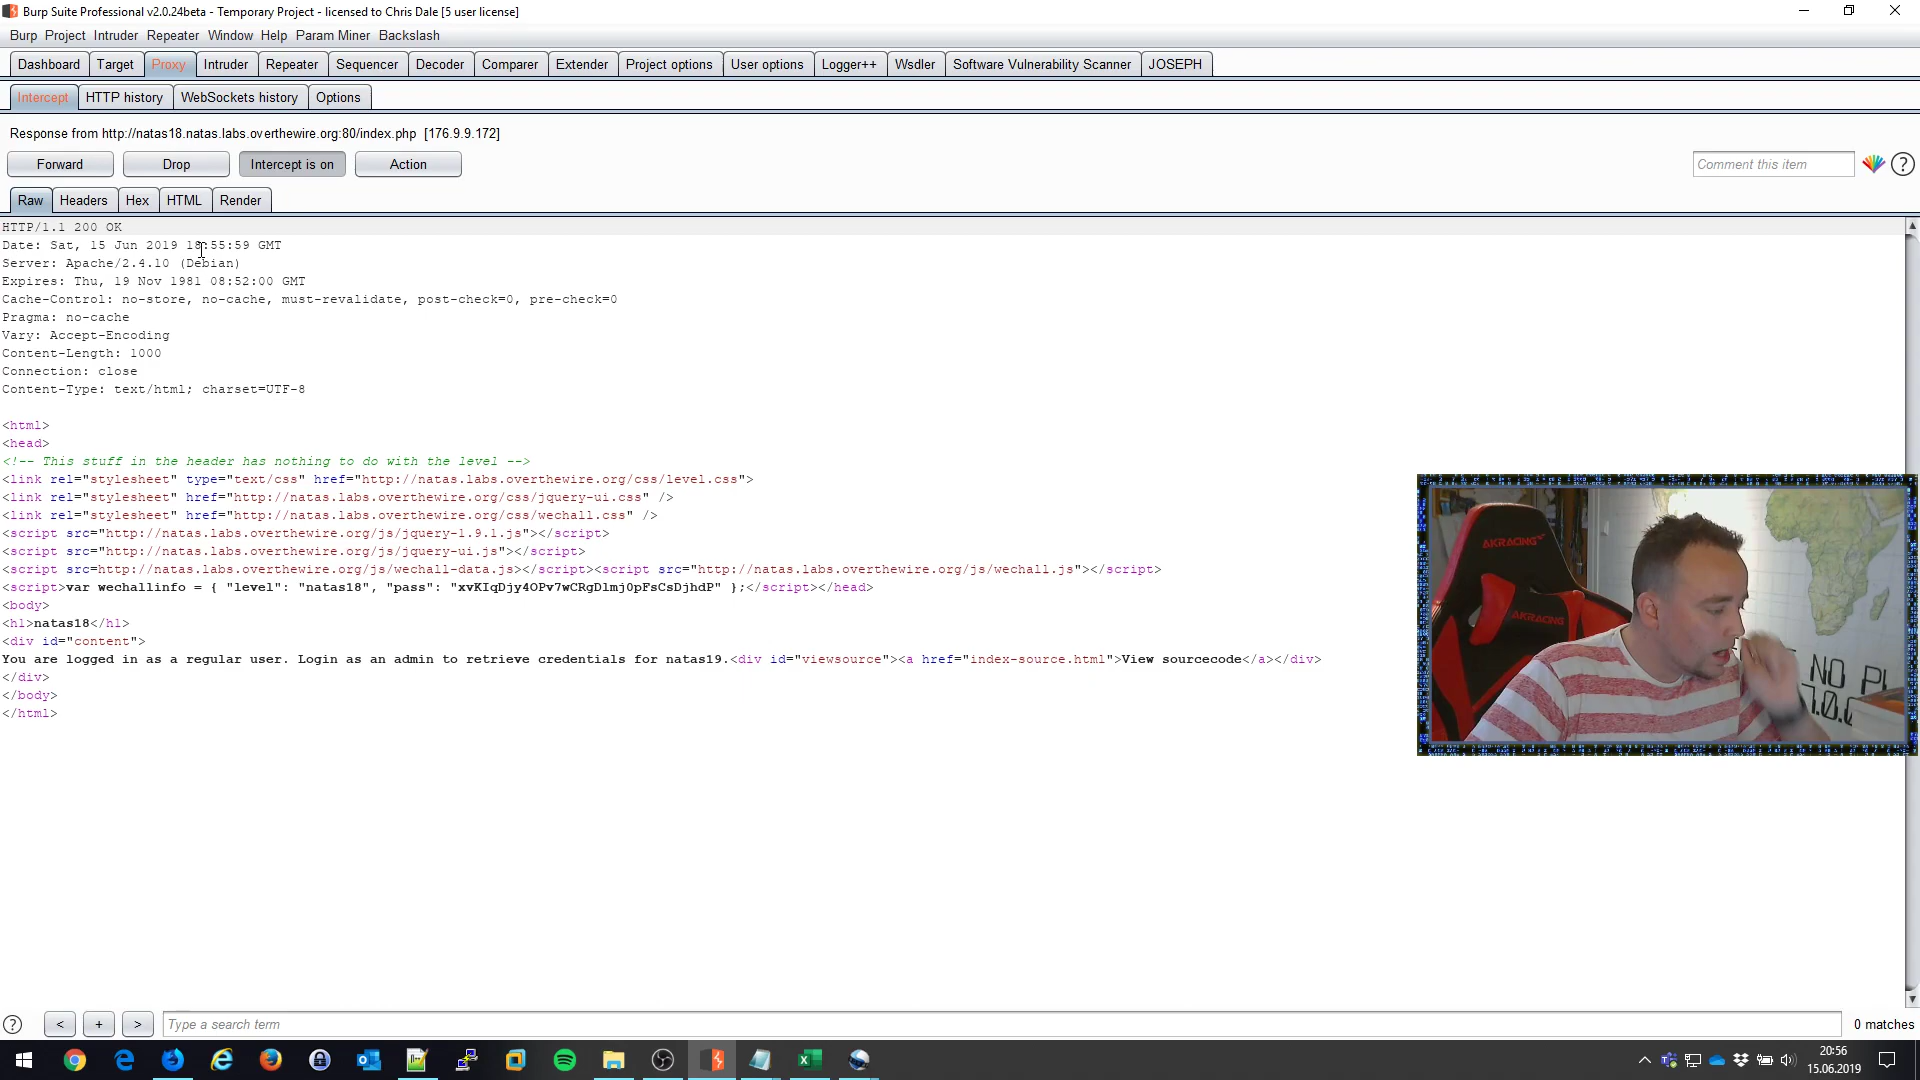 Burp Suite Professional v2.0.24beta - Temporary Project - licensed to Chris Dale [5 user license]
Burp Project Intruder Repeater Window Help Param Miner Backslash
Dashboard Target Proxy Intruder Repeater Sequencer Decoder Comparer Extender Project options User options Logger++ Wsdler Software Vulnerability Scanner JOSEPH
Intercept HTTP history WebSockets history Options
Response from http://natas18.natas.labs.overthewire.org:80/index.php [176.9.9.172]
Forward Drop Intercept is on Action Comment this item ?
Raw Headers Hex HTML Render
HTTP/1.1 200 OK
Date: Sat, 15 Jun 2019 18:55:59 GMT
Server: Apache/2.4.10 (Debian)
Expires: Thu, 19 Nov 1981 08:52:00 GMT
Cache-Control: no-store, no-cache, must-revalidate, post-check=0, pre-check=0
Pragma: no-cache
Vary: Accept-Encoding
Content-Length: 1000
Connection: close
Content-Type: text/html; charset=UTF-8
<html>
<head>
<!-- This stuff in the header has nothing to do with the level -->
<link rel="stylesheet" type="text/css" href="http://natas.labs.overthewire.org/css/level.css">
<link rel="stylesheet" href="http://natas.labs.overthewire.org/css/jquery-ui.css" />
<link rel="stylesheet" href="http://natas.labs.overthewire.org/css/wechall.css" />
<script src="http://natas.labs.overthewire.org/js/jquery-1.9.1.js"></script>
<script src="http://natas.labs.overthewire.org/js/jquery-ui.js"></script>
<script src=http://natas.labs.overthewire.org/js/wechall-data.js></script><script src="http://natas.labs.overthewire.org/js/wechall.js"></script>
<script>var wechallinfo = { "level": "natas18", "pass": "xvKIqDjy4OPv7wCRgDlmj0pFsCsDjhdP" };</script></head>
<body>
<h1>natas18</h1>
<div id="content">
You are logged in as a regular user. Login as an admin to retrieve credentials for natas19.<div id="viewsource"><a href="index-source.html">View sourcecode</a></div>
</div>
</body>
</html>
AKRACING
AKRACING
NO PL
? < + > Type a search term 0 matches
20:56
15.06.2019